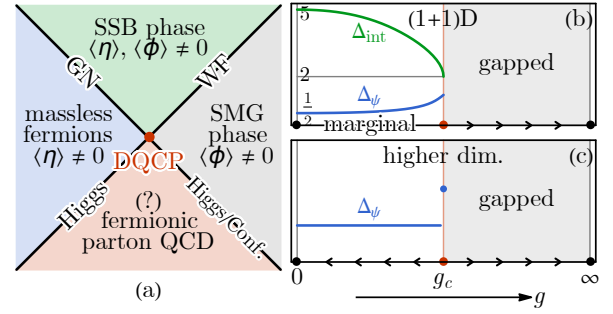 SSB phase
⟨η⟩, ⟨ϕ⟩ ≠ 0
GN
WF
massless
fermions
⟨η⟩ ≠ 0
SMG
phase
⟨ϕ⟩ ≠ 0
DQCP
Higgs
Higgs/Conf.
(?)
fermionic
parton QCD
(a)
(1+1)D
(b)
5
Δint
2
gapped
1/2
Δψ
marginal
higher dim.
(c)
Δψ
gapped
0
gc
∞
g